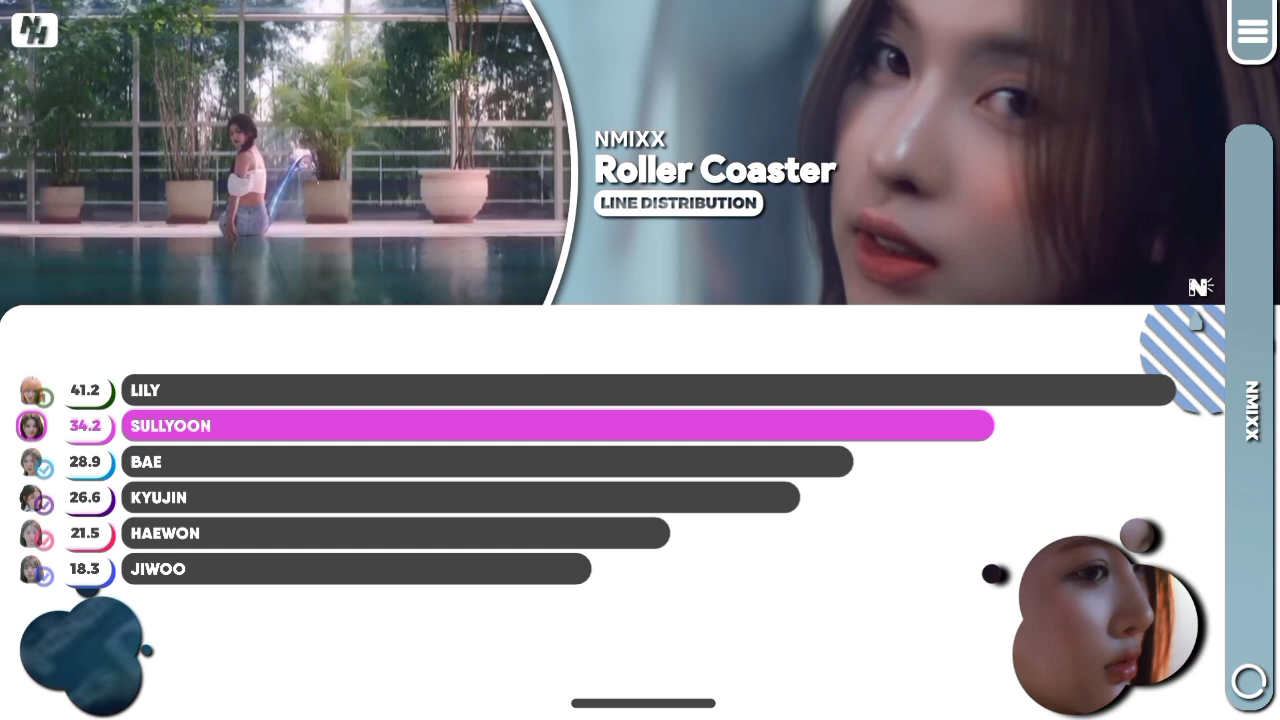 NH
NMIXX
Roller Coaster
LINE DISTRIBUTION
N
41.2 LILY
34.2 SULLYOON
28.9 BAE
26.6 KYUJIN
21.5 HAEWON
18.3 JIWOO
NMIXX